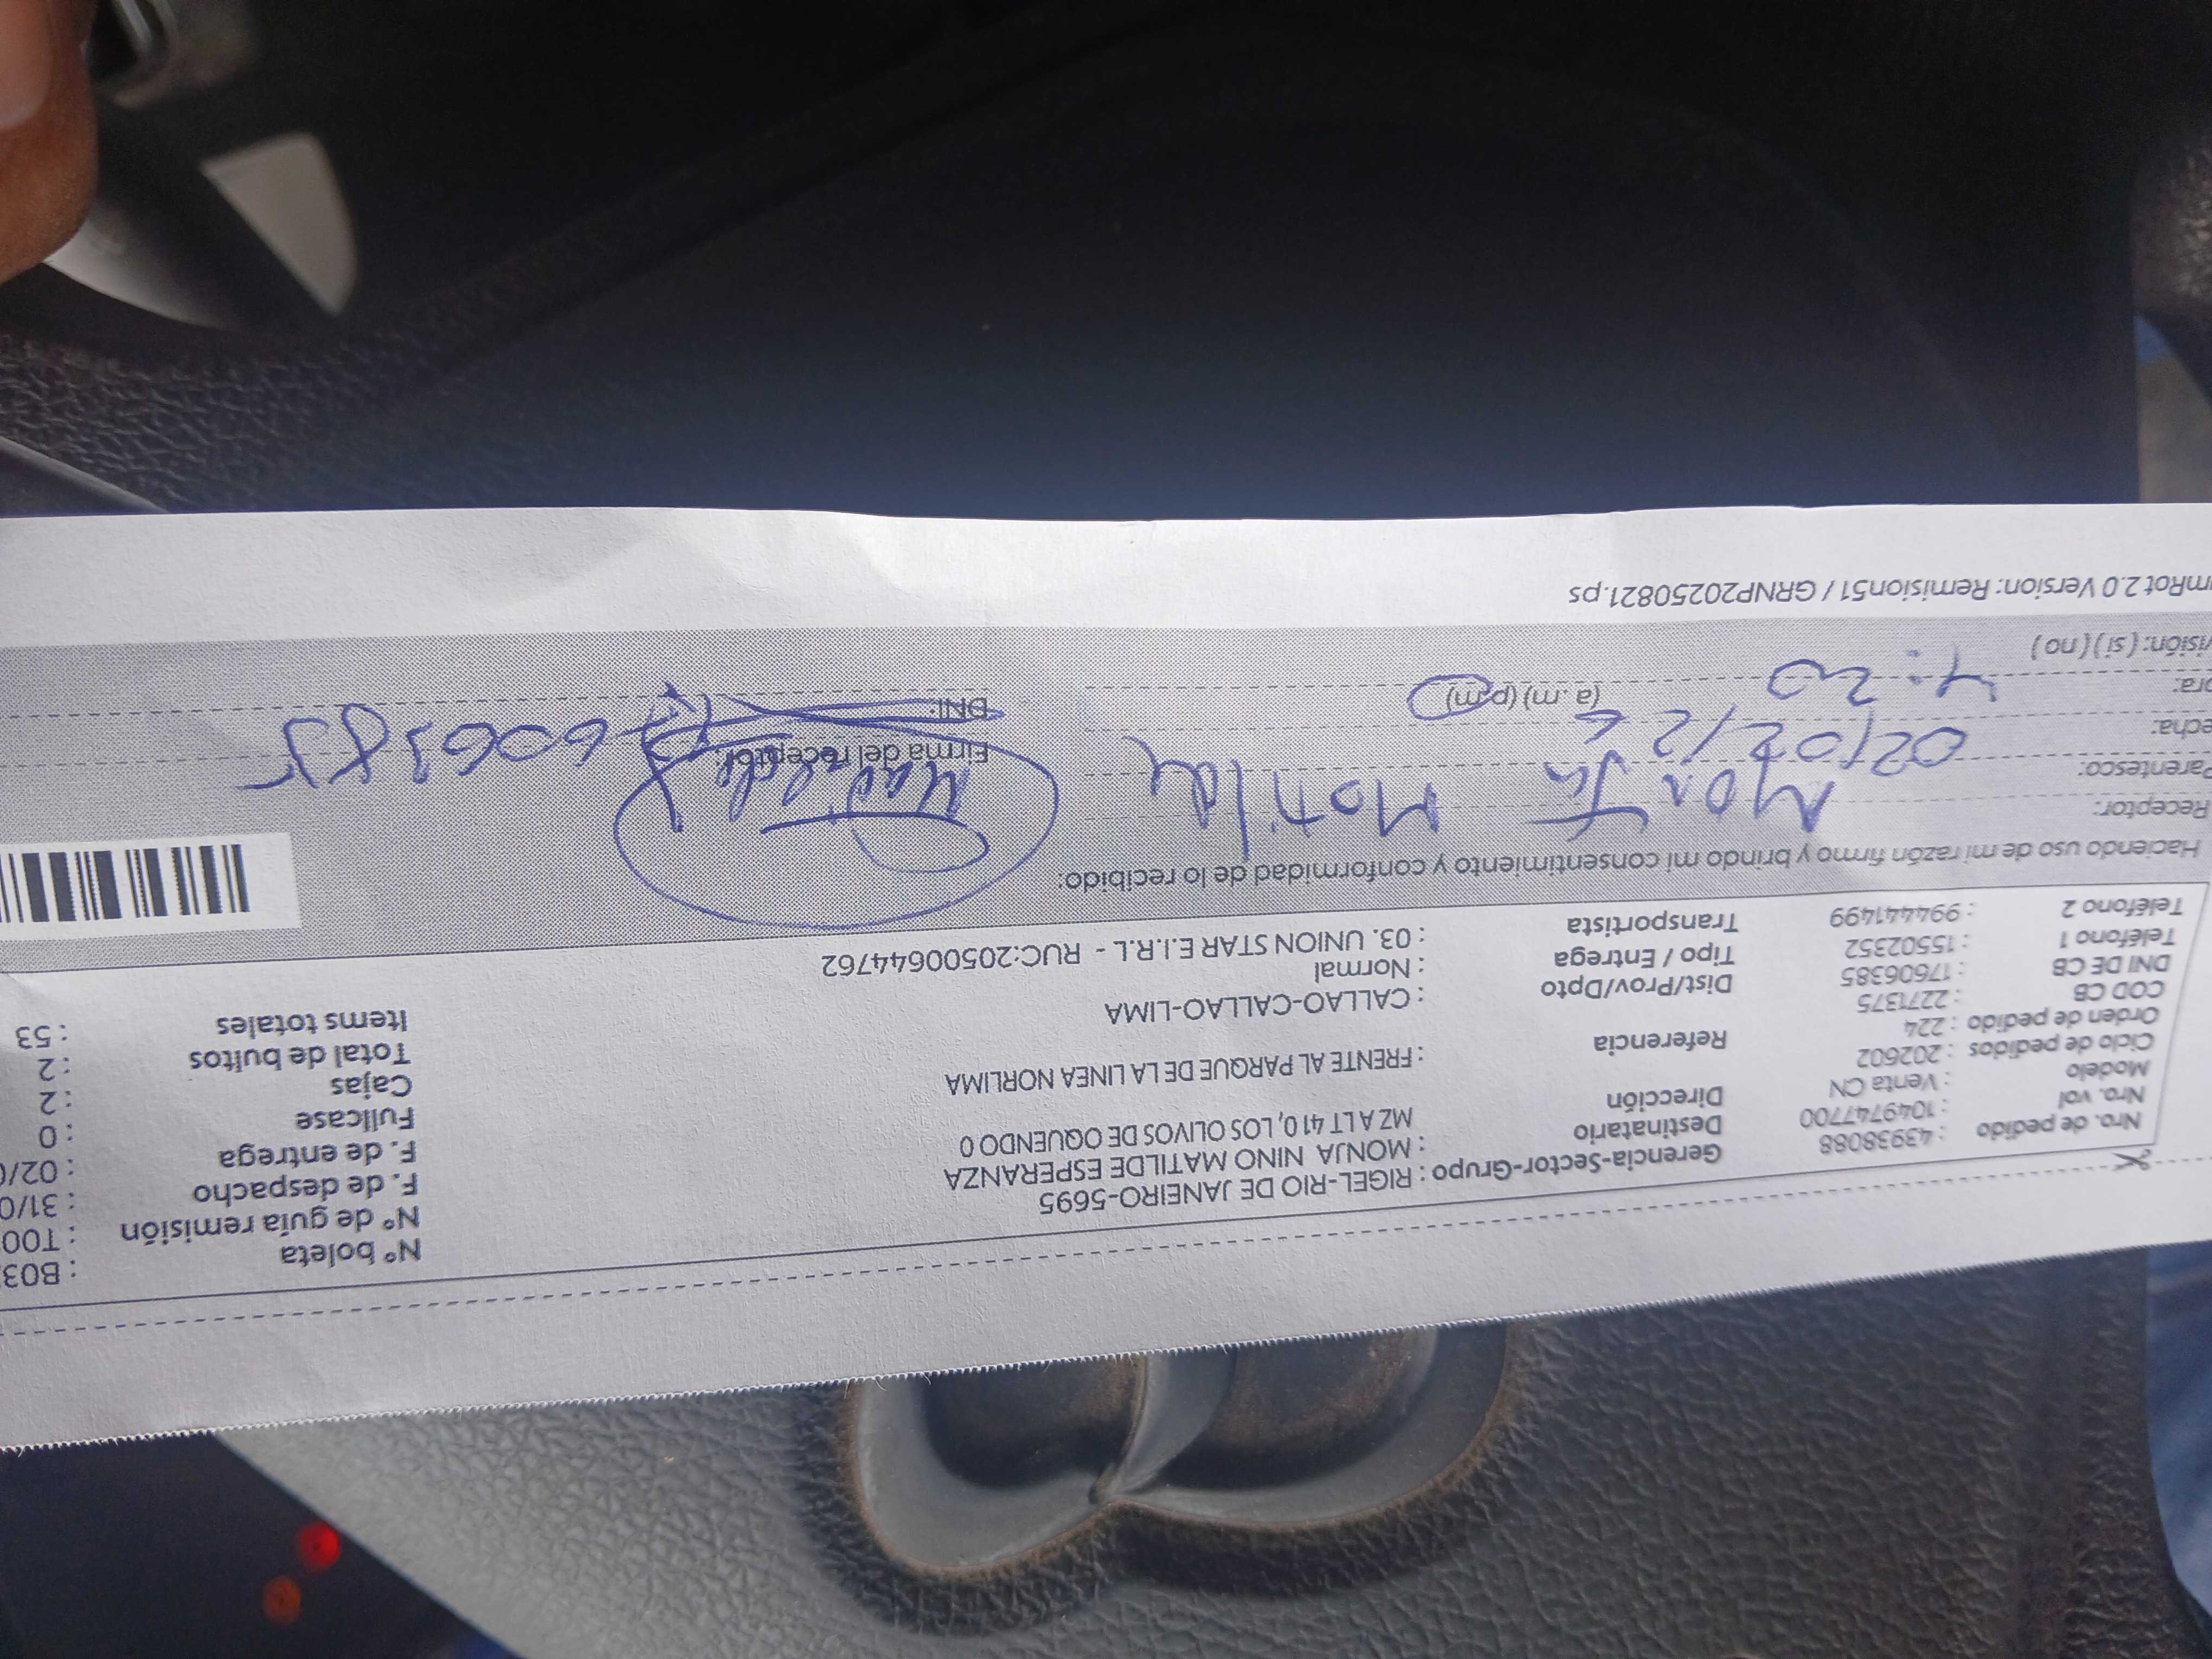 Nº boleta : B03
Nº de guía remisión : T00
F. de despacho : 31/0
F. de entrega : 02/0
Fullcase : 0
Cajas : 2
Total de bultos : 2
Items totales : 53
Gerencia-Sector-Grupo : RIGEL-RIO DE JANEIRO-5695
Destinatario : MONJA NINO MATILDE ESPERANZA
Dirección MZ A LT 410, LOS OLIVOS DE OQUENDO 0
Referencia : FRENTE AL PARQUE DE LA LINEA NORLIMA
Dist/Prov/Dpto : CALLAO-CALLAO-LIMA
Tipo / Entrega : Normal
Transportista : 03. UNION STAR E.I.R.L - RUC:20500644762
Nro. de pedido : 43938088
Nro. vol : 1049747700
Modelo : Venta CN
Ciclo de pedidos : 202602
Orden de pedido : 224
COD CB : 2271375
DNI DE CB : 17606385
Teléfono 1 : 15502352
Teléfono 2 : 994441499
Haciendo uso de mi razón firmo y brindo mi consentimiento y conformidad de lo recibido:
Receptor: Monja Matilde
Parentesco:
echa: 02/02/26
ora: 4:20 (a.m) (p.m)
visión: ( si ) ( no )
Firma del receptor:
DNI:
mRot 2.0 Version: Remision51 / GRNP20250821.ps